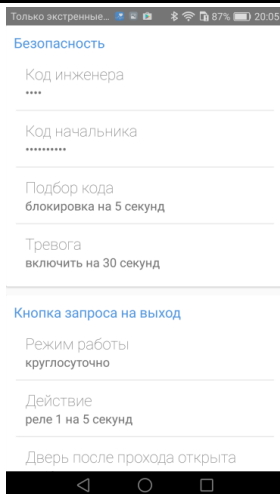 Только экстренные... 87% 20:05
Безопасность
Код инженера
••••
Код начальника
••••••••••
Подбор кода
блокировка на 5 секунд
Тревога
включить на 30 секунд
Кнопка запроса на выход
Режим работы
круглосуточно
Действие
реле 1 на 5 секунд
Дверь после прохода открыта